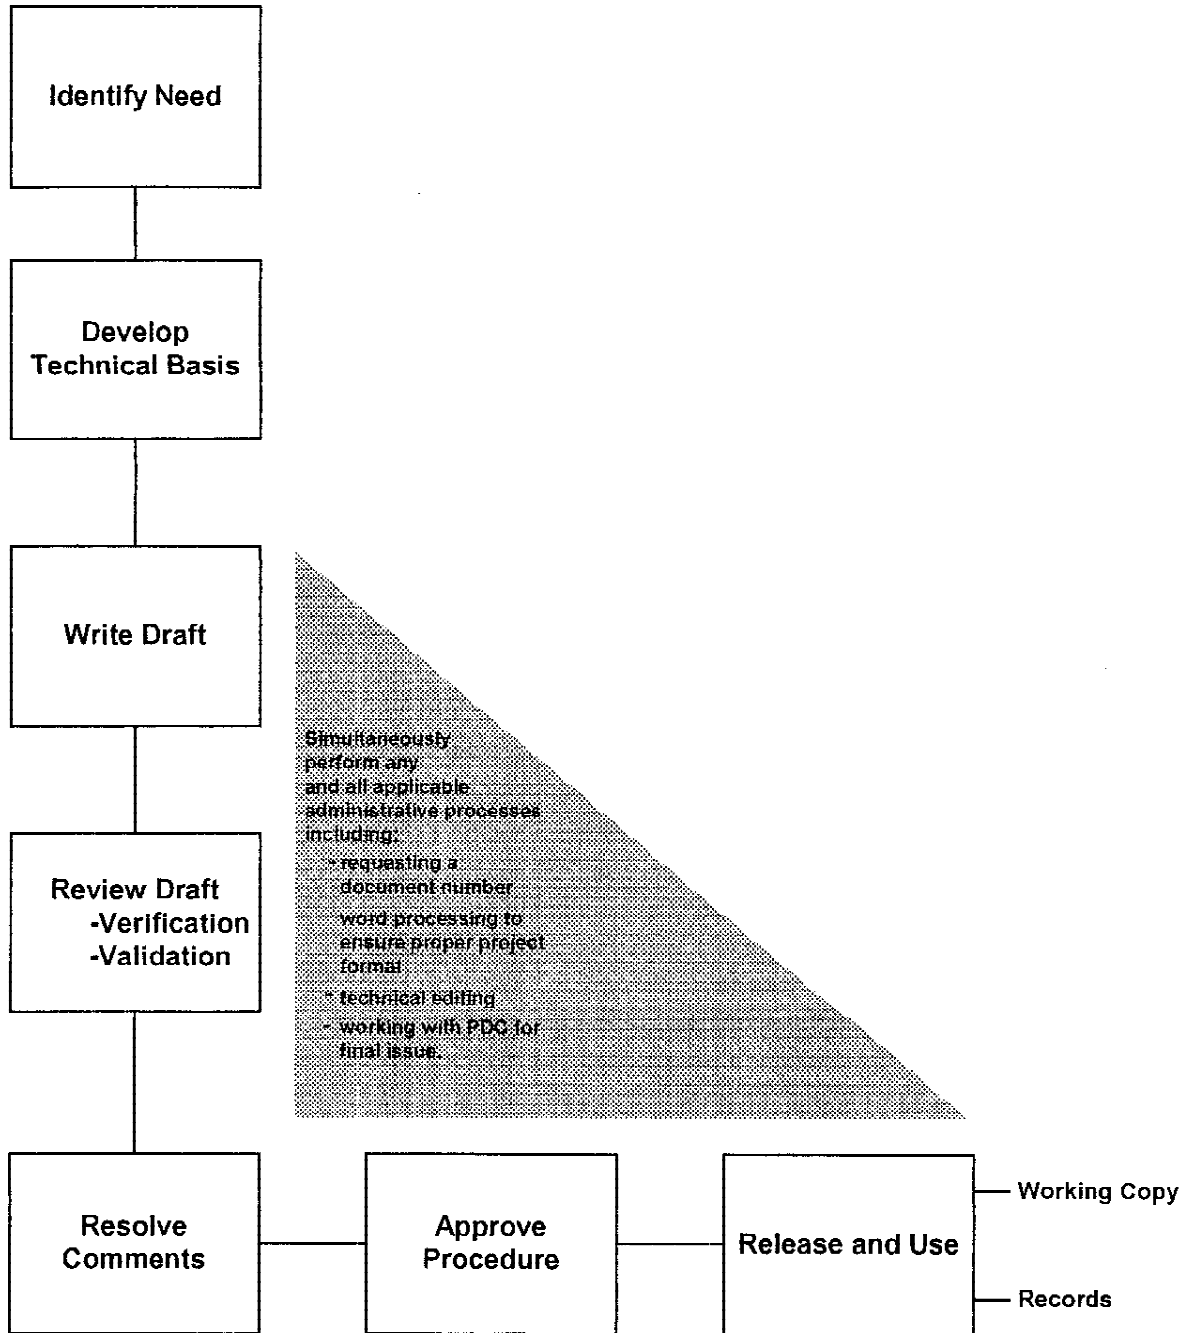 Identify Need
Develop
Technical Basis
Write Draft
Simultaneously
perform any
and all applicable
administrative processes
including:
- requesting a
document number
word processing to
ensure proper project
format
- technical editing
- working with PDC for
final issue.
Review Draft
-Verification
-Validation
Resolve
Comments
Approve
Procedure
Release and Use
Working Copy
Records